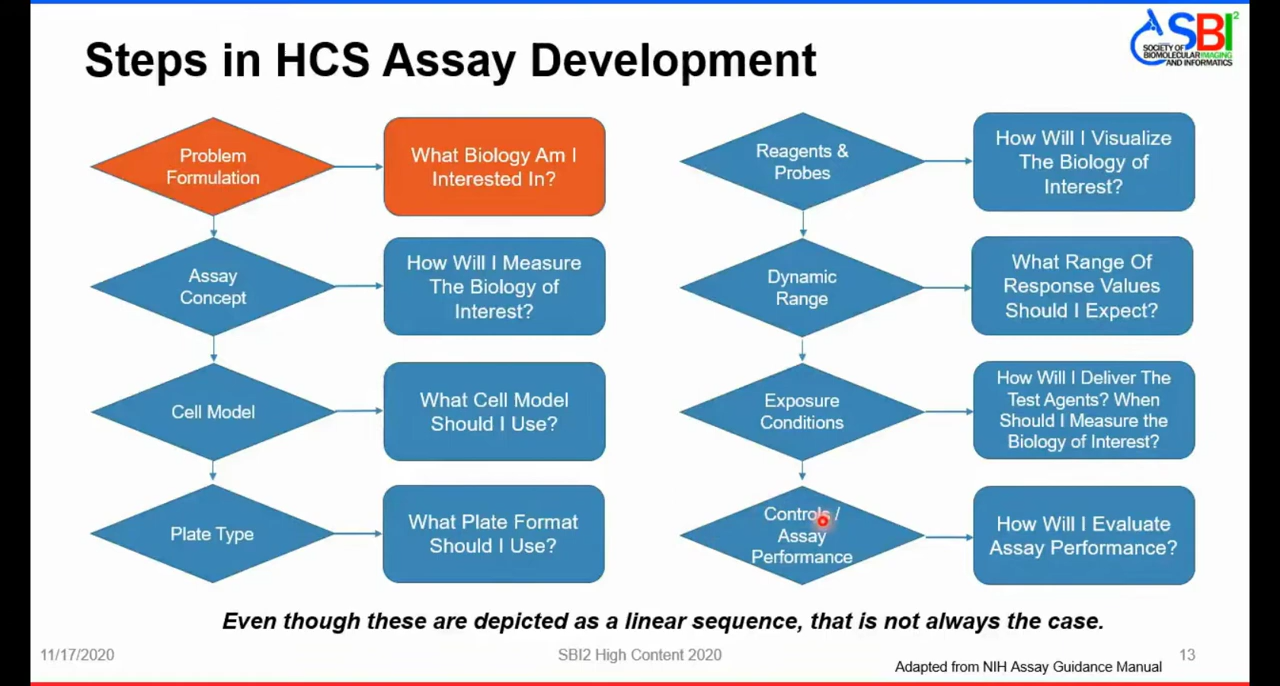 Steps in HCS Assay Development
SBI2
SOCIETY OF
BIOMOLECULAR IMAGING
AND INFORMATICS
Problem
Formulation
What Biology Am I
Interested In?
Assay
Concept
How Will I Measure
The Biology of
Interest?
Cell Model
What Cell Model
Should I Use?
Plate Type
What Plate Format
Should I Use?
Reagents &
Probes
How Will I Visualize
The Biology of
Interest?
Dynamic
Range
What Range Of
Response Values
Should I Expect?
Exposure
Conditions
How Will I Deliver The
Test Agents? When
Should I Measure the
Biology of Interest?
Controls /
Assay
Performance
How Will I Evaluate
Assay Performance?
Even though these are depicted as a linear sequence, that is not always the case.
11/17/2020
SBI2 High Content 2020
13
Adapted from NIH Assay Guidance Manual